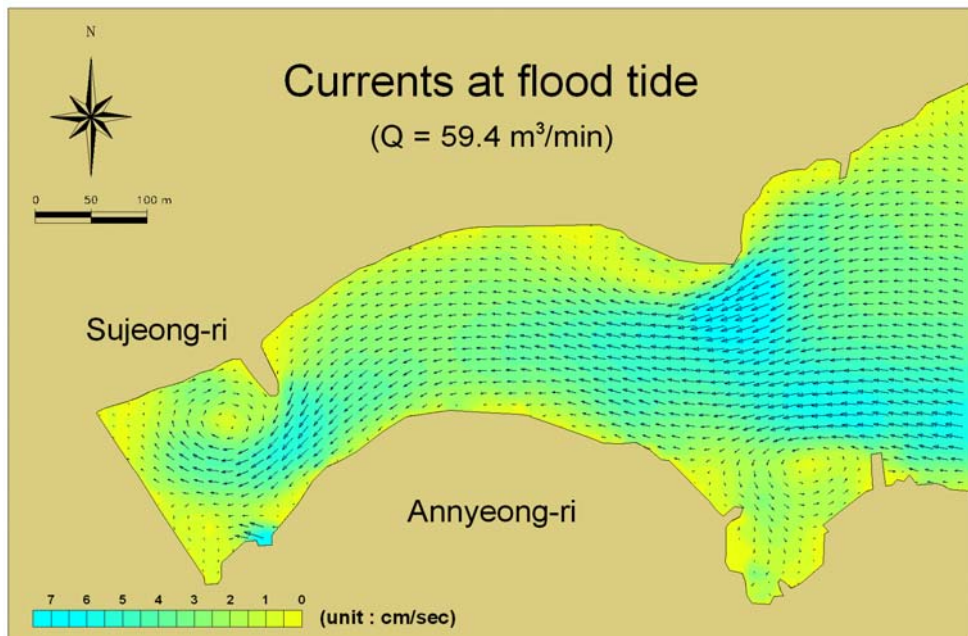 N
Currents at flood tide
(Q = 59.4 m³/min)
0 50 100 m
Sujeong-ri
Annyeong-ri
7 6 5 4 3 2 1 0
(unit : cm/sec)